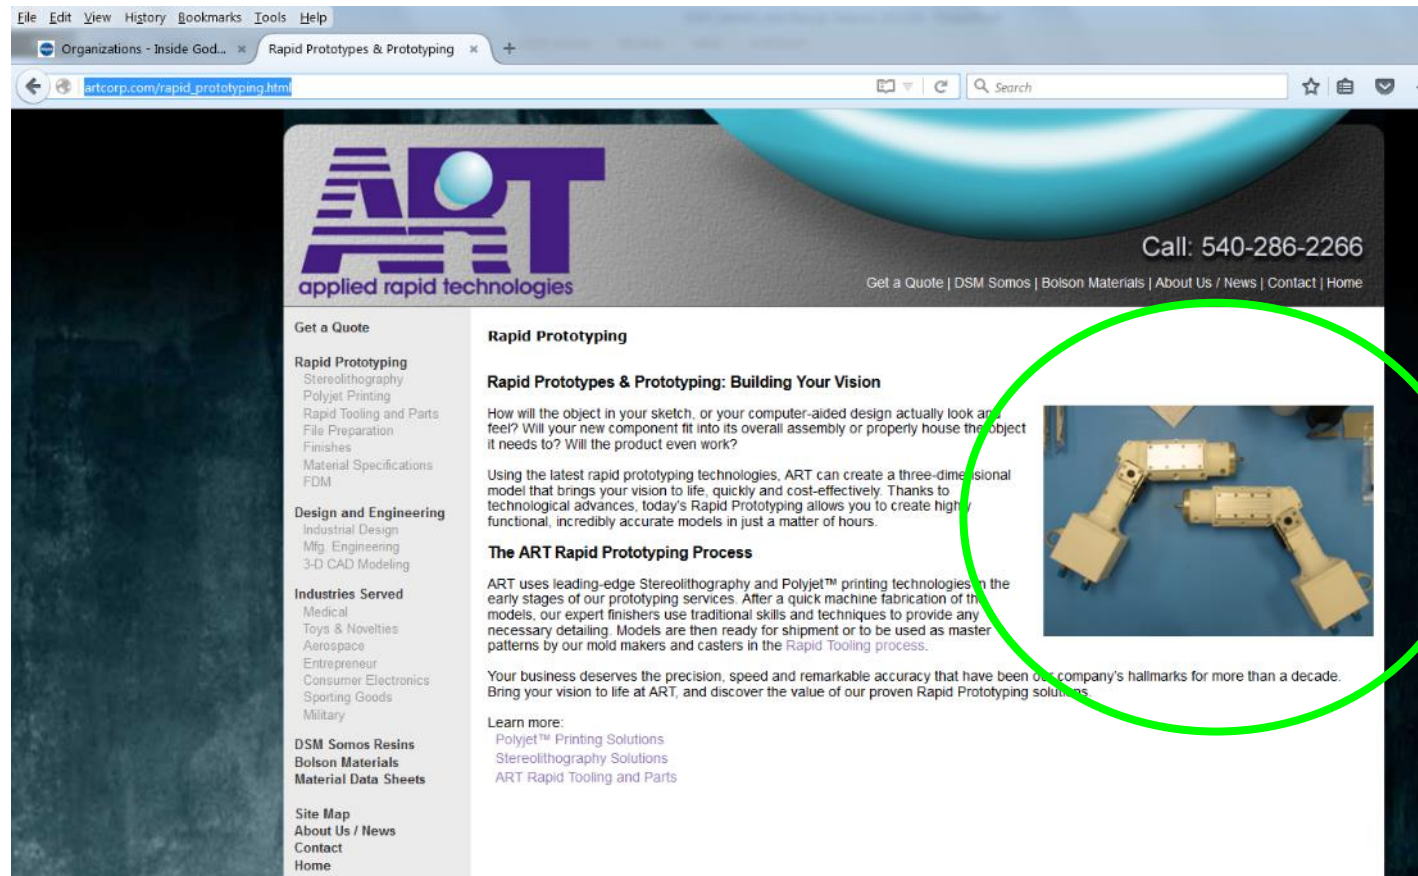 File Edit View History Bookmarks Tools Help
Organizations - Inside God... × Rapid Prototypes & Prototyping × +
artcorp.com/rapid_prototyping.html
Search
ART
applied rapid technologies
Call: 540-286-2266
Get a Quote | DSM Somos | Bolson Materials | About Us / News | Contact | Home
Get a Quote
Rapid Prototyping
Stereolithography
Polyjet Printing
Rapid Tooling and Parts
File Preparation
Finishes
Material Specifications
FDM
Design and Engineering
Industrial Design
Mfg. Engineering
3-D CAD Modeling
Industries Served
Medical
Toys & Novelties
Aerospace
Entrepreneur
Consumer Electronics
Sporting Goods
Military
DSM Somos Resins
Bolson Materials
Material Data Sheets
Site Map
About Us / News
Contact
Home
Rapid Prototyping
Rapid Prototypes & Prototyping: Building Your Vision
How will the object in your sketch, or your computer-aided design actually look and
feel? Will your new component fit into its overall assembly or properly house the object
it needs to? Will the product even work?
Using the latest rapid prototyping technologies, ART can create a three-dimensional
model that brings your vision to life, quickly and cost-effectively. Thanks to
technological advances, today's Rapid Prototyping allows you to create highly
functional, incredibly accurate models in just a matter of hours.
The ART Rapid Prototyping Process
ART uses leading-edge Stereolithography and Polyjet™ printing technologies in the
early stages of our prototyping services. After a quick machine fabrication of the
models, our expert finishers use traditional skills and techniques to provide any
necessary detailing. Models are then ready for shipment or to be used as master
patterns by our mold makers and casters in the Rapid Tooling process.
Your business deserves the precision, speed and remarkable accuracy that have been our company's hallmarks for more than a decade.
Bring your vision to life at ART, and discover the value of our proven Rapid Prototyping solutions.
Learn more:
Polyjet™ Printing Solutions
Stereolithography Solutions
ART Rapid Tooling and Parts